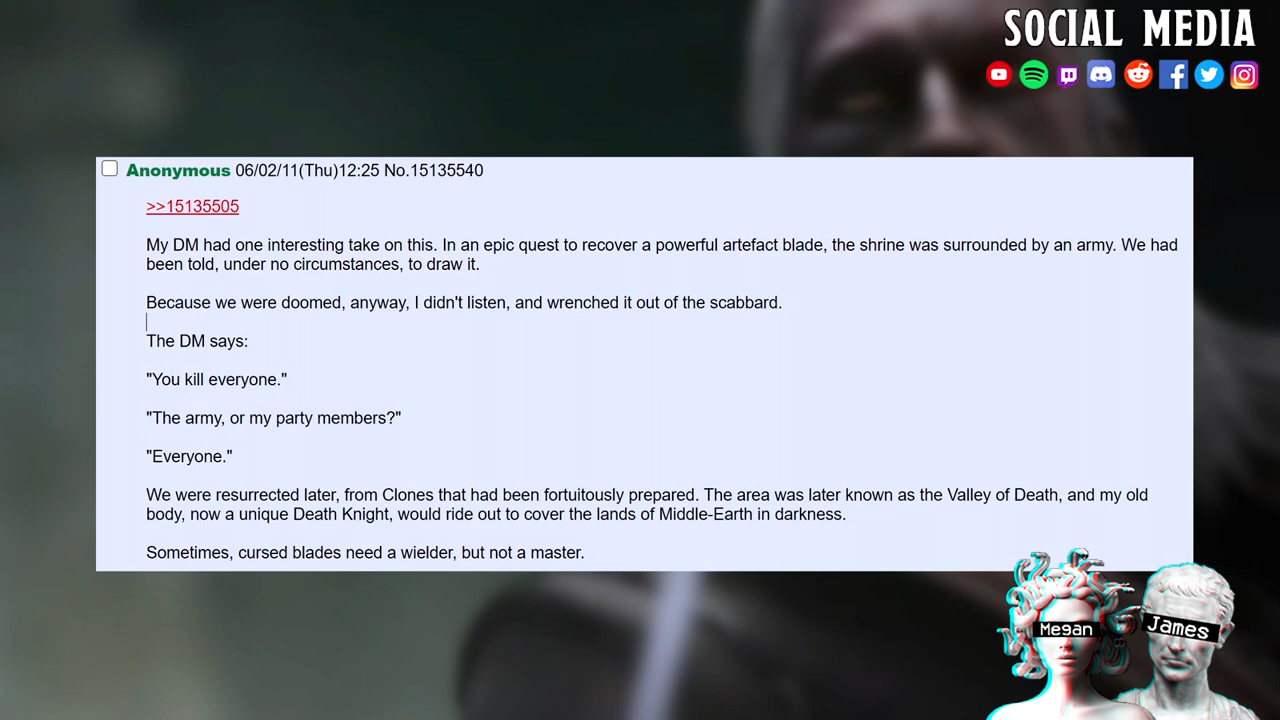 SOCIAL MEDIA
Anonymous 06/02/11(Thu)12:25 No.15135540
>>15135505
My DM had one interesting take on this. In an epic quest to recover a powerful artefact blade, the shrine was surrounded by an army. We had
been told, under no circumstances, to draw it.
Because we were doomed, anyway, I didn't listen, and wrenched it out of the scabbard.
The DM says:
"You kill everyone."
"The army, or my party members?"
"Everyone."
We were resurrected later, from Clones that had been fortuitously prepared. The area was later known as the Valley of Death, and my old
body, now a unique Death Knight, would ride out to cover the lands of Middle-Earth in darkness.
Sometimes, cursed blades need a wielder, but not a master.
Megan
James